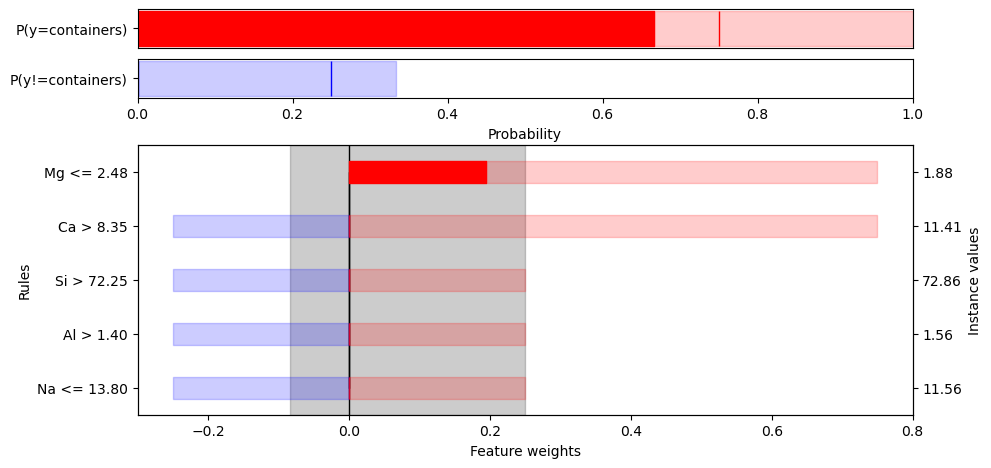 P(y=containers)
P(y!=containers)
0.0 0.2 0.4 0.6 0.8 1.0
Probability
Mg <= 2.48 1.88
Ca > 8.35 11.41
Si > 72.25 72.86
Al > 1.40 1.56
Na <= 13.80 11.56
Rules
Instance values
−0.2 0.0 0.2 0.4 0.6 0.8
Feature weights